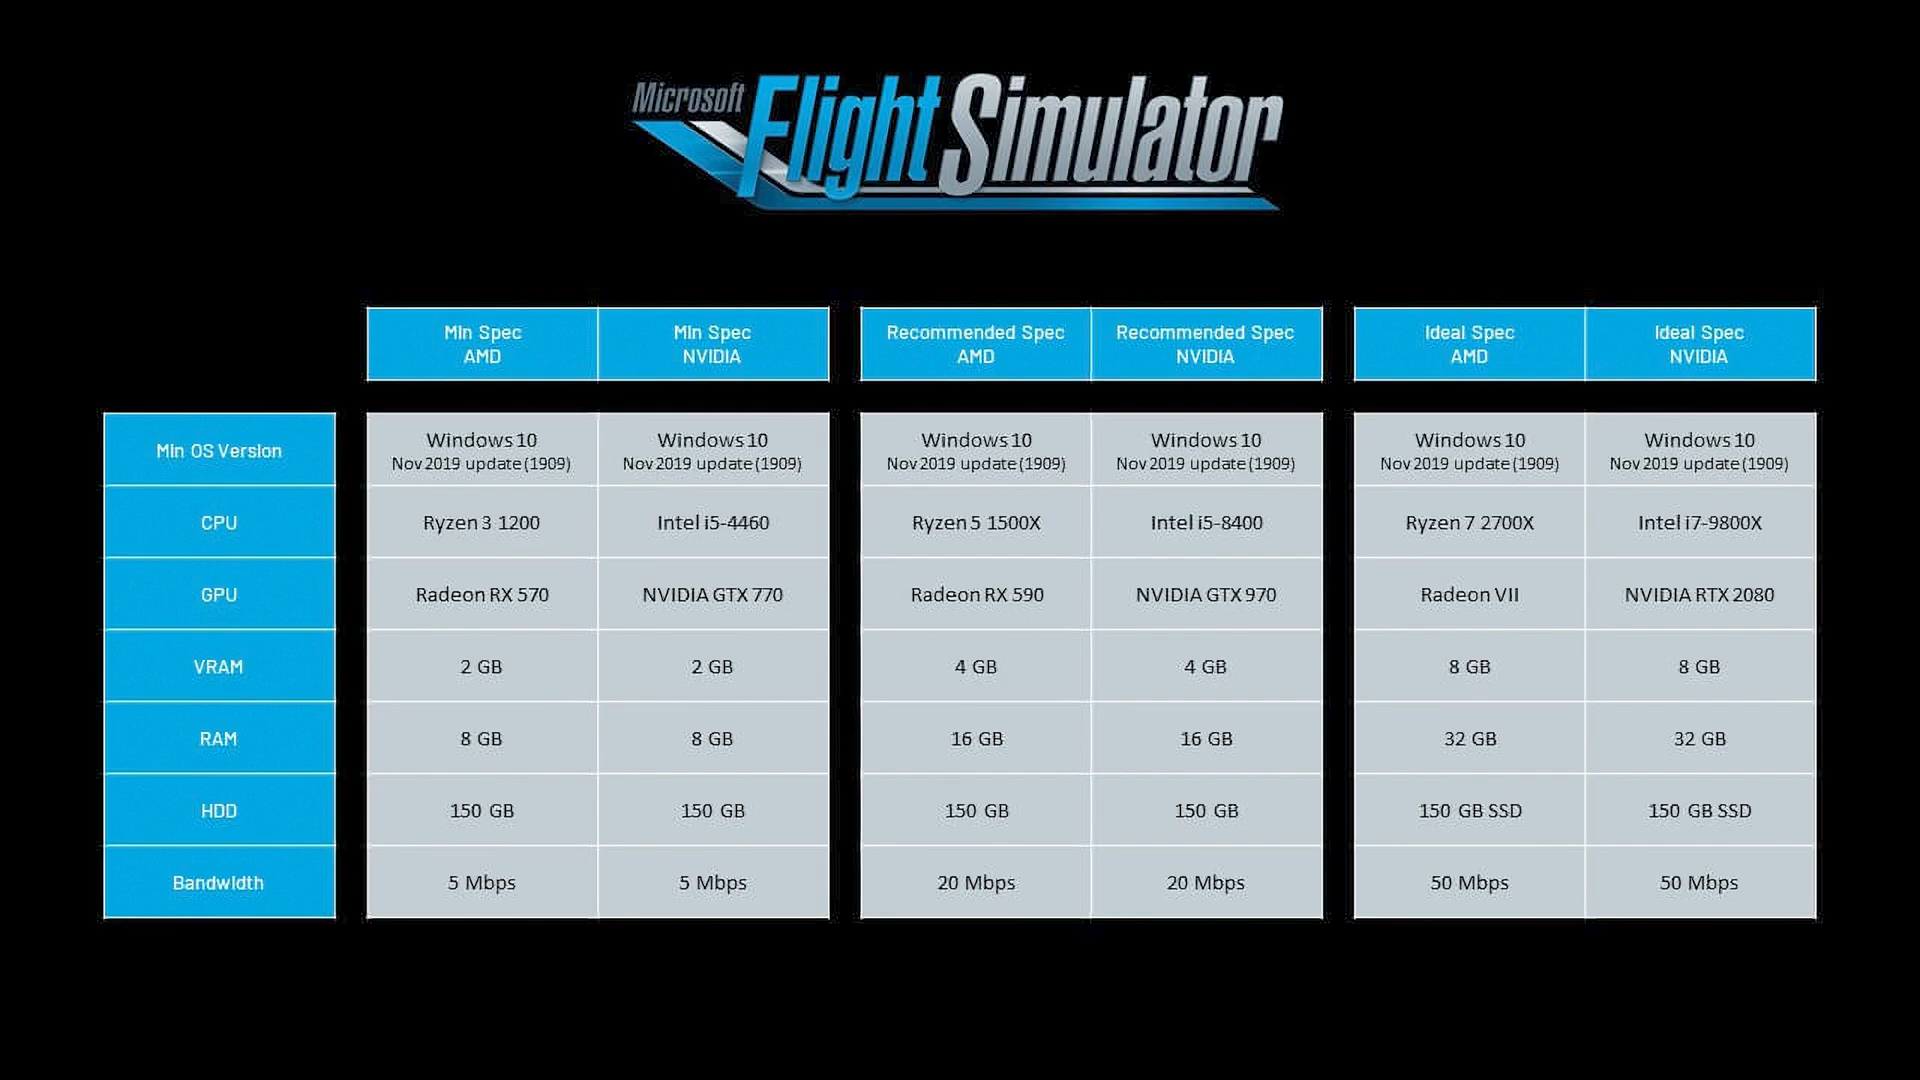 Microsoft Flight Simulator
Min Spec AMD
Min Spec NVIDIA
Recommended Spec AMD
Recommended Spec NVIDIA
Ideal Spec AMD
Ideal Spec NVIDIA
Min OS Version
Windows 10 Nov 2019 update (1909)
Windows 10 Nov 2019 update (1909)
Windows 10 Nov 2019 update (1909)
Windows 10 Nov 2019 update (1909)
Windows 10 Nov 2019 update (1909)
Windows 10 Nov 2019 update (1909)
CPU
Ryzen 3 1200
Intel i5-4460
Ryzen 5 1500X
Intel i5-8400
Ryzen 7 2700X
Intel i7-9800X
GPU
Radeon RX 570
NVIDIA GTX 770
Radeon RX 590
NVIDIA GTX 970
Radeon VII
NVIDIA RTX 2080
VRAM
2 GB
2 GB
4 GB
4 GB
8 GB
8 GB
RAM
8 GB
8 GB
16 GB
16 GB
32 GB
32 GB
HDD
150 GB
150 GB
150 GB
150 GB
150 GB SSD
150 GB SSD
Bandwidth
5 Mbps
5 Mbps
20 Mbps
20 Mbps
50 Mbps
50 Mbps